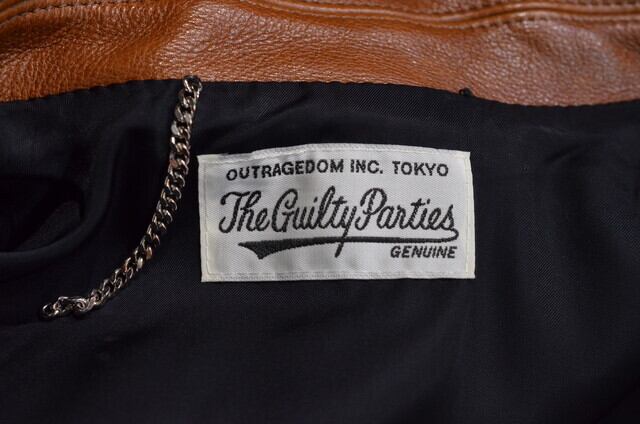 OUTRAGEDOM INC. TOKYO
The Guilty Parties
GENUINE